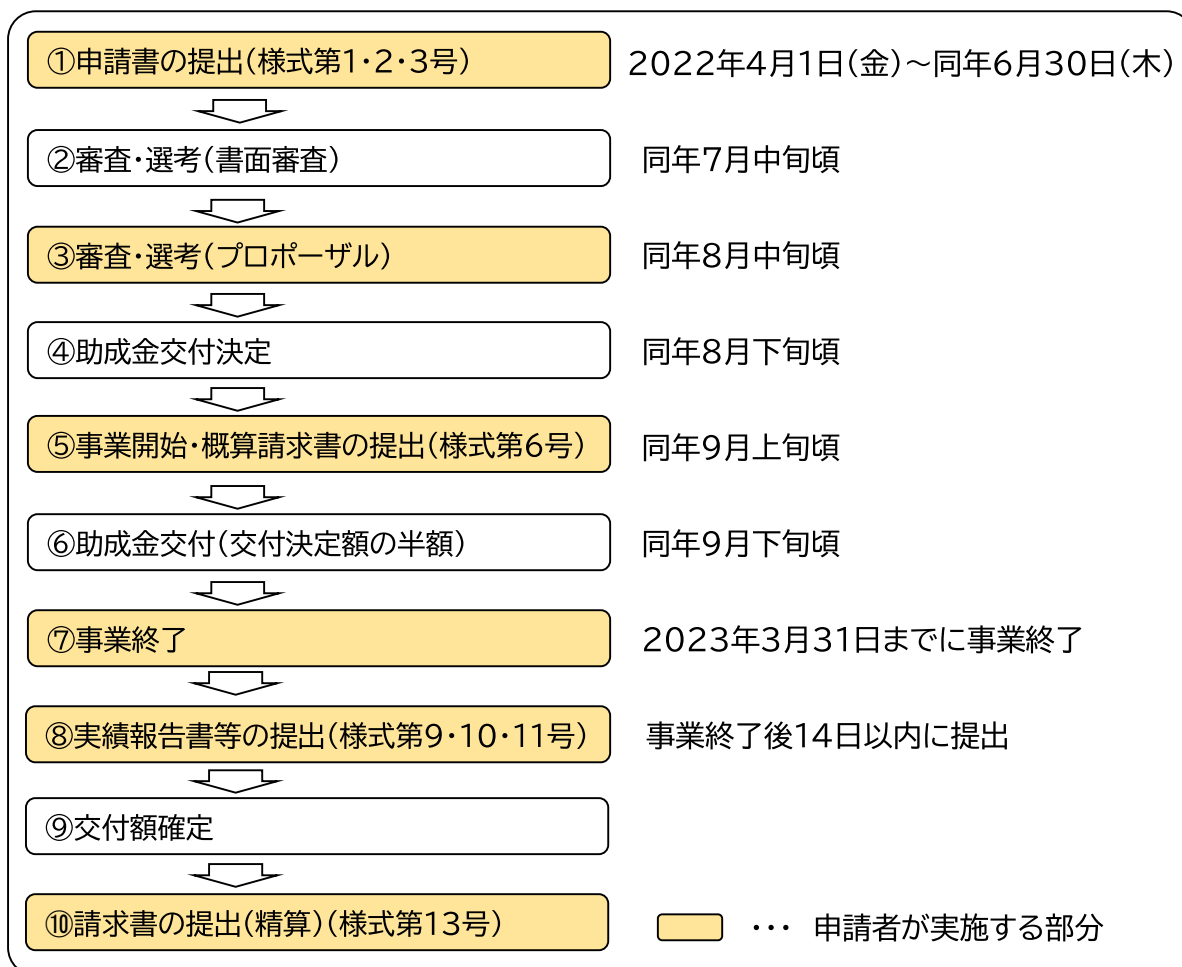 ①申請書の提出（様式第1・2・3号） 2022年4月1日（金）～同年6月30日（木）
②審査・選考（書面審査） 同年7月中旬頃
③審査・選考（プロポーザル） 同年8月中旬頃
④助成金交付決定 同年8月下旬頃
⑤事業開始・概算請求書の提出（様式第6号） 同年9月上旬頃
⑥助成金交付（交付決定額の半額） 同年9月下旬頃
⑦事業終了 2023年3月31日までに事業終了
⑧実績報告書等の提出（様式第9・10・11号） 事業終了後14日以内に提出
⑨交付額確定
⑩請求書の提出（精算）（様式第13号） ・・・ 申請者が実施する部分